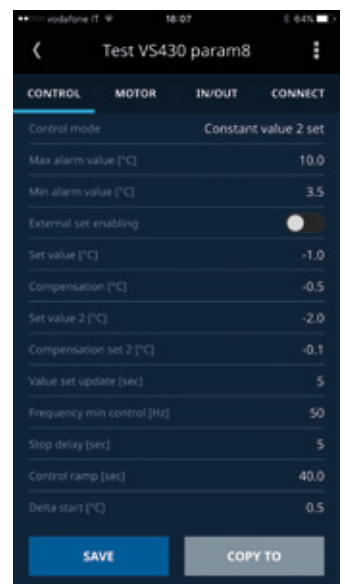 vodafone IT 18:07 64%
Test VS430 param8
CONTROL MOTOR IN/OUT CONNECT
Control mode Constant value 2 set
Max alarm value [°C] 10.0
Min alarm value [°C] 3.5
External set enabling
Set value [°C] -1.0
Compensation [°C] -0.5
Set value 2 [°C] -2.0
Compensation set 2 [°C] -0.1
Value set update [sec] 5
Frequency min control [Hz] 50
Stop delay [sec] 5
Control ramp [sec] 40.0
Delta start [°C] 0.5
SAVE COPY TO